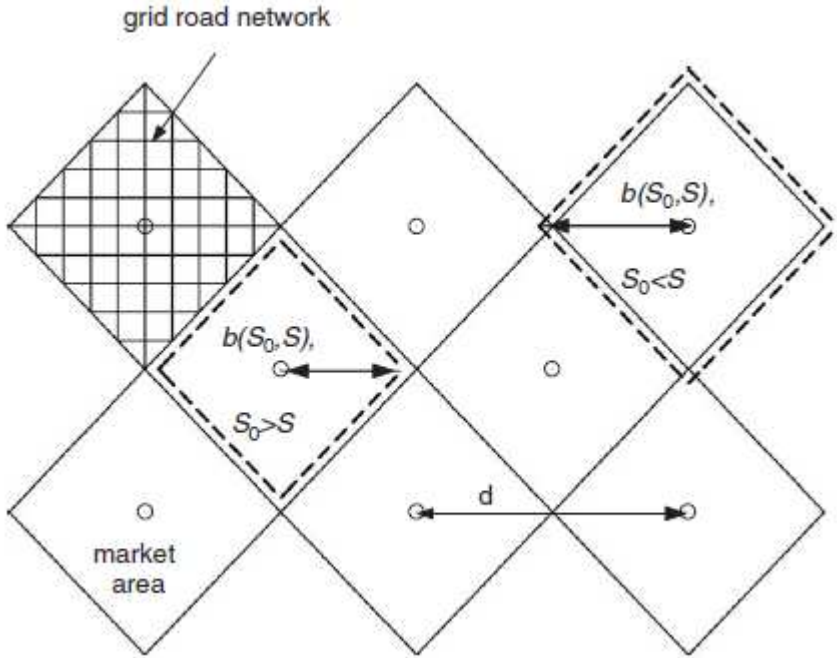 grid road network
b(S₀,S),
S₀<S
b(S₀,S),
S₀>S
d
market
area